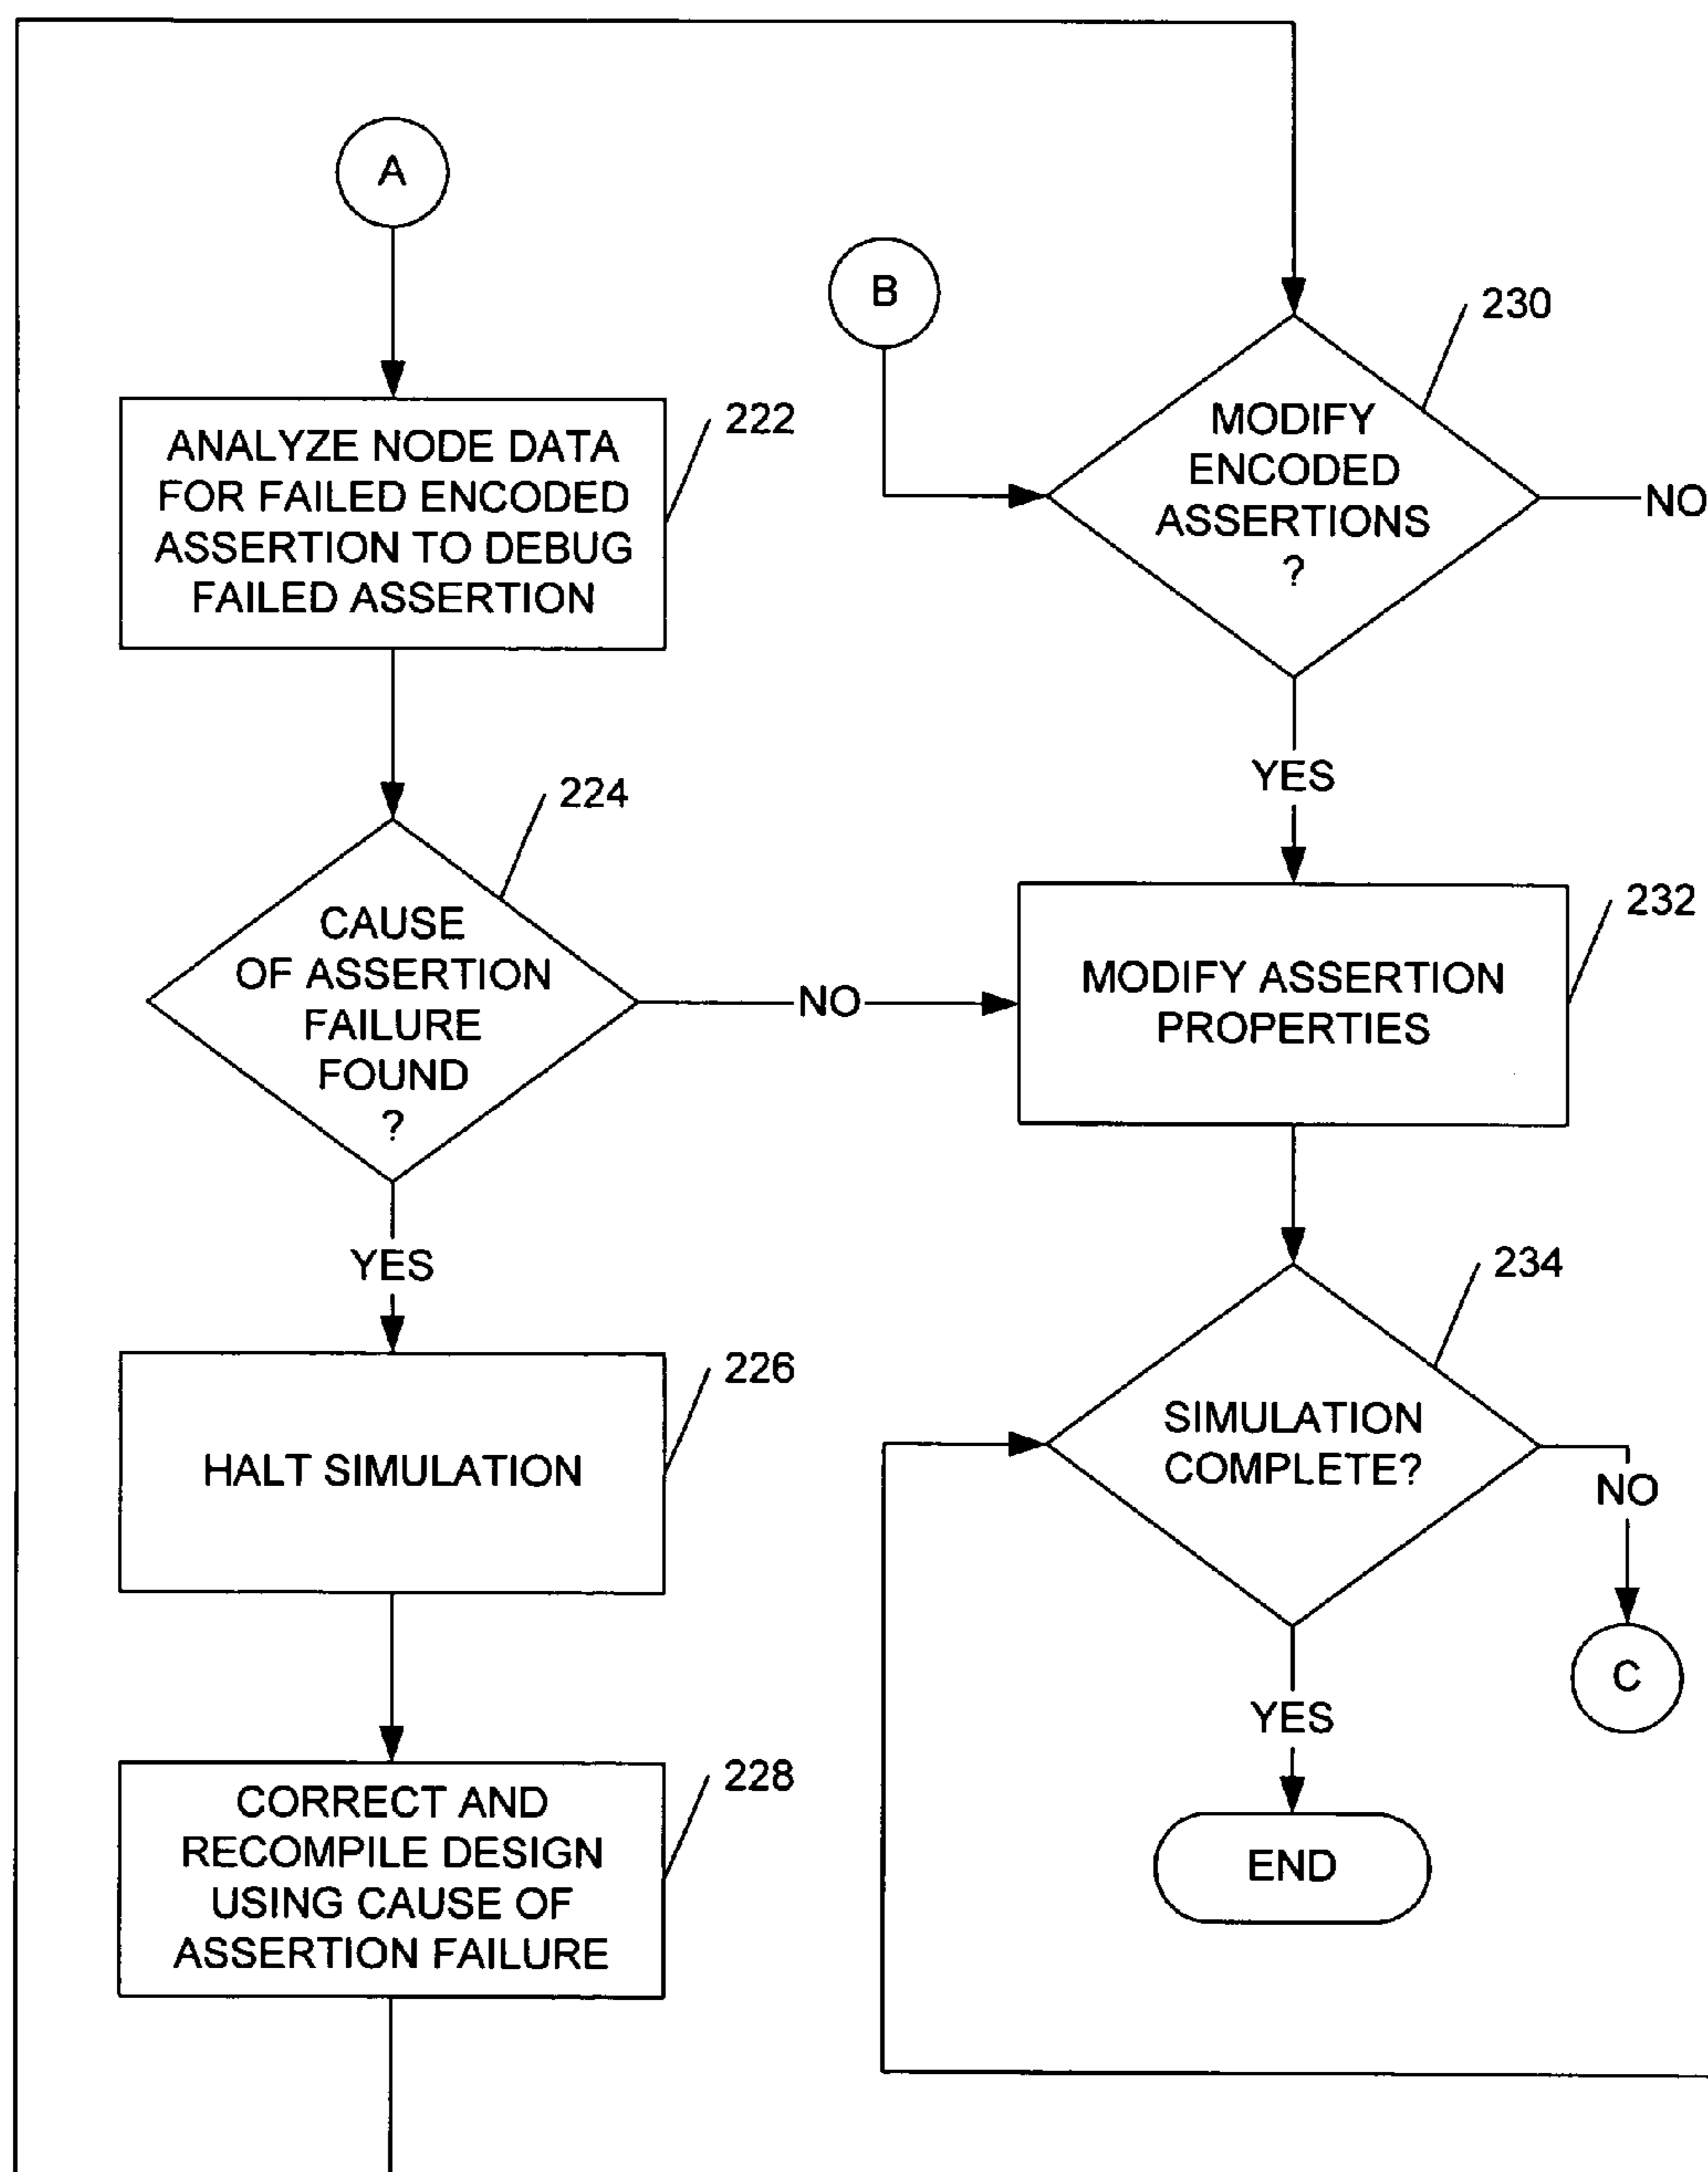 A
222
ANALYZE NODE DATA
FOR FAILED ENCODED
ASSERTION TO DEBUG
FAILED ASSERTION
224
CAUSE
OF ASSERTION
FAILURE
FOUND
?
NO
YES
226
HALT SIMULATION
228
CORRECT AND
RECOMPILE DESIGN
USING CAUSE OF
ASSERTION FAILURE
B
230
MODIFY
ENCODED
ASSERTIONS
?
NO
YES
232
MODIFY ASSERTION
PROPERTIES
234
SIMULATION
COMPLETE?
NO
C
YES
END